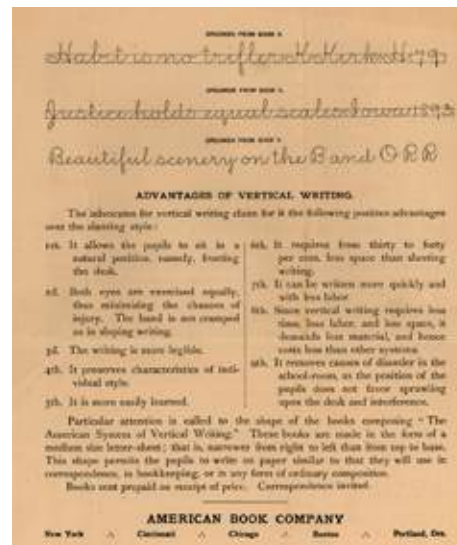 SPECIMEN FROM BOOK
Habit is no trifler K Kirk H 79
SPECIMEN FROM BOOK
Justice holds equal scales Iowa 1893
SPECIMEN FROM BOOK
Beautiful scenery on the B and O R R
ADVANTAGES OF VERTICAL WRITING.
The advocates for vertical writing claim for it the following positive advantages
over the slanting style:
1st. It allows the pupils to sit in a
natural position, namely, fronting
the desk.
2d. Both eyes are exercised equally,
thus minimizing the chances of
injury. The hand is not cramped
as in sloping writing.
3d. The writing is more legible.
4th. It preserves characteristics of indi-
vidual style.
5th. It is more easily learned.
6th. It requires from thirty to forty
per cent. less space than slanting
writing.
7th. It can be written more quickly and
with less labor.
8th. Since vertical writing requires less
time, less labor, and less space, it
demands less material, and hence
costs less than other systems.
9th. It removes causes of disorder in the
school-room, as the position of the
pupils does not favor sprawling
upon the desk and interference.
Particular attention is called to the shape of the books composing "The
American System of Vertical Writing." These books are made in the form of a
medium size letter-sheet; that is, narrower from right to left than from top to base.
This shape permits the pupils to write on paper similar to that they will use in
correspondence, in bookkeeping, or in any form of ordinary composition.
Books sent prepaid on receipt of price. Correspondence invited.
AMERICAN BOOK COMPANY
New York ∴ Cincinnati ∴ Chicago ∴ Boston ∴ Portland, Ore.